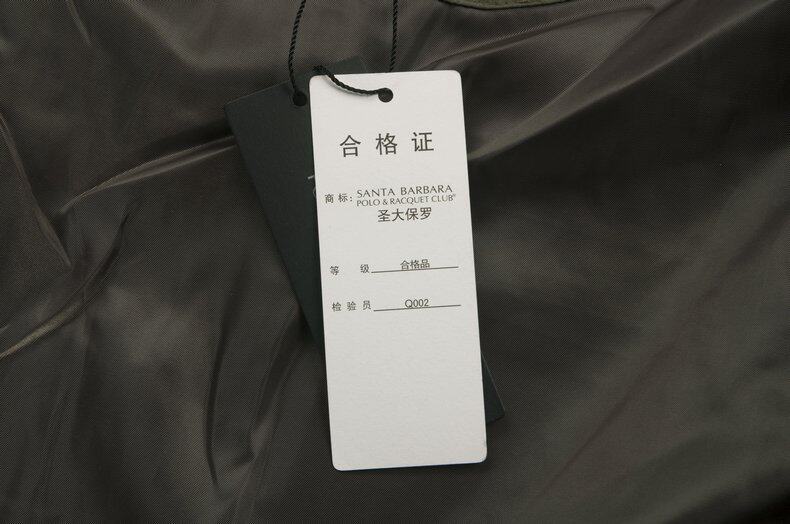 合格证
商标: SANTA BARBARA
POLO & RACQUET CLUB®
圣大保罗
等级 合格品
检验员 Q002